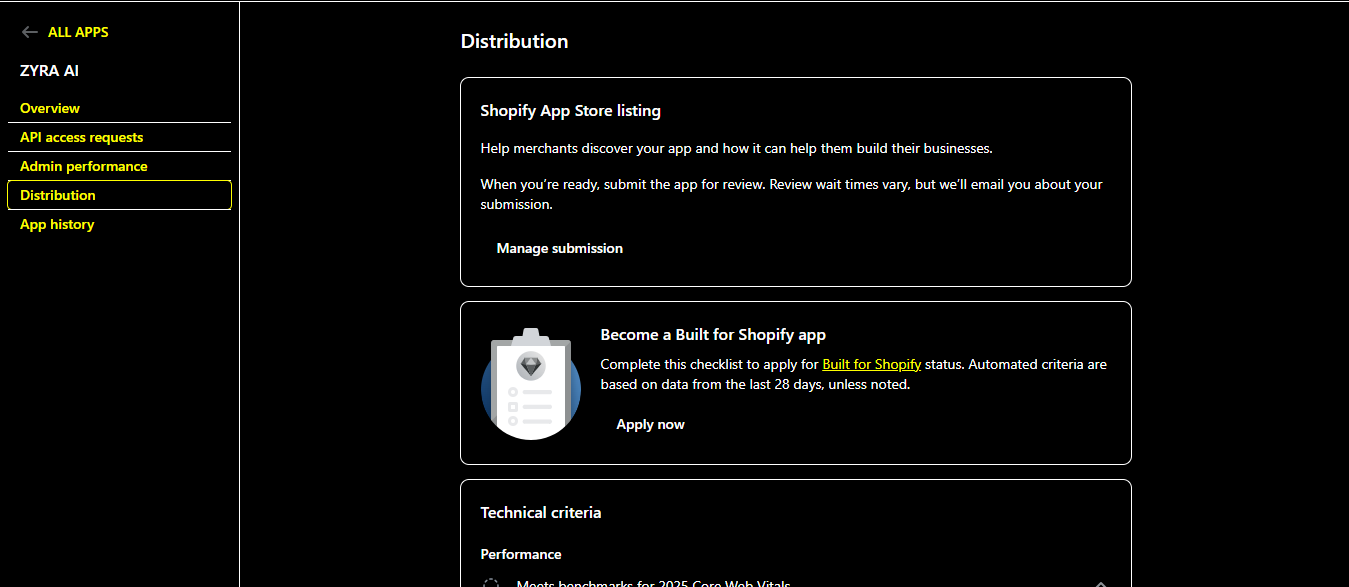 ALL APPS
ZYRA AI
Overview
API access requests
Admin performance
Distribution
App history
Distribution
Shopify App Store listing
Help merchants discover your app and how it can help them build their businesses.
When you're ready, submit the app for review. Review wait times vary, but we'll email you about your
submission.
Manage submission
Become a Built for Shopify app
Complete this checklist to apply for Built for Shopify status. Automated criteria are
based on data from the last 28 days, unless noted.
Apply now
Technical criteria
Performance
Meets benchmarks for 2025 Core Web Vitals